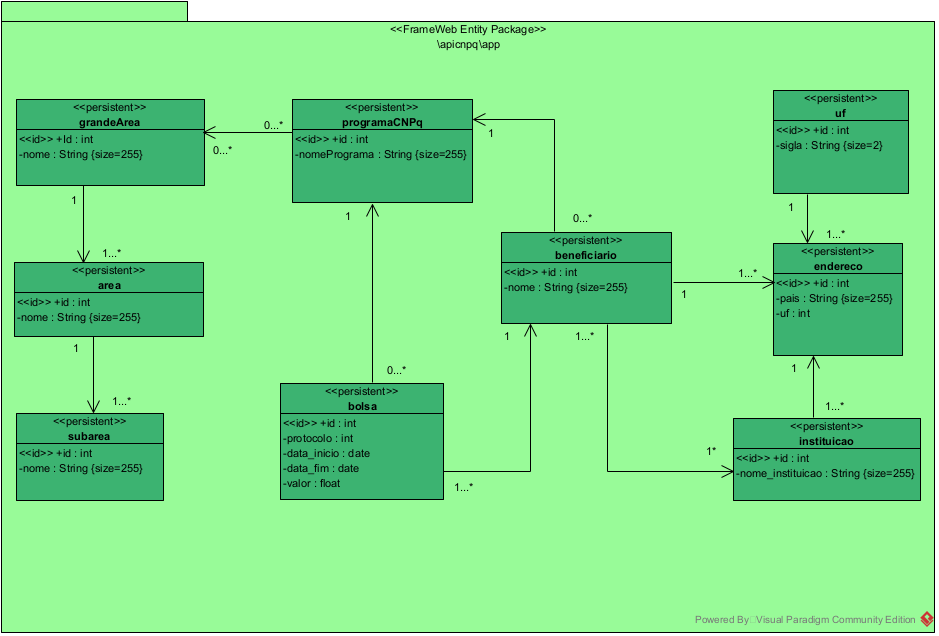 <<FrameWeb Entity Package>>
\apicnpq\app
<<persistent>>
grandeArea
<<id>> +Id : int
-nome : String {size=255}
0...*
0...*
<<persistent>>
programaCNPq
<<id>> +id : int
-nomePrograma : String {size=255}
1
0...*
<<persistent>>
uf
<<id>> +id : int
-sigla : String {size=2}
1
1...*
1
1...*
<<persistent>>
area
<<id>> +id : int
-nome : String {size=255}
1
1...*
<<persistent>>
subarea
<<id>> +id : int
-nome : String {size=255}
1
0...*
<<persistent>>
bolsa
<<id>> +id : int
-protocolo : int
-data_inicio : date
-data_fim : date
-valor : float
1...*
1
<<persistent>>
beneficiario
<<id>> +id : int
-nome : String {size=255}
1
1...*
1...*
1*
<<persistent>>
endereco
<<id>> +id : int
-pais : String {size=255}
-uf : int
1
1...*
<<persistent>>
instituicao
<<id>> +id : int
-nome_instituicao : String {size=255}
Powered By Visual Paradigm Community Edition